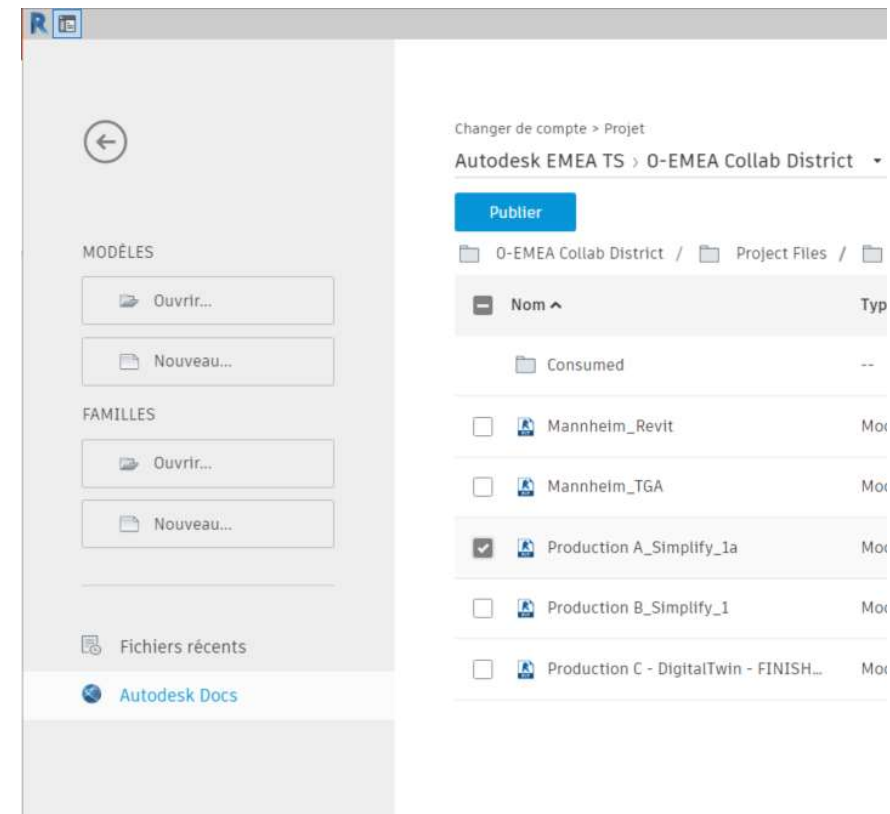 R
Changer de compte > Projet
Autodesk EMEA TS > 0-EMEA Collab District
Publier
0-EMEA Collab District / Project Files /
MODÈLES
Ouvrir...
Nouveau...
FAMILLES
Ouvrir...
Nouveau...
Fichiers récents
Autodesk Docs
Nom Typ
Consumed --
Mannheim_Revit Mod
Mannheim_TGA Mod
Production A_Simplify_1a Mod
Production B_Simplify_1 Mod
Production C - DigitalTwin - FINISH... Mod